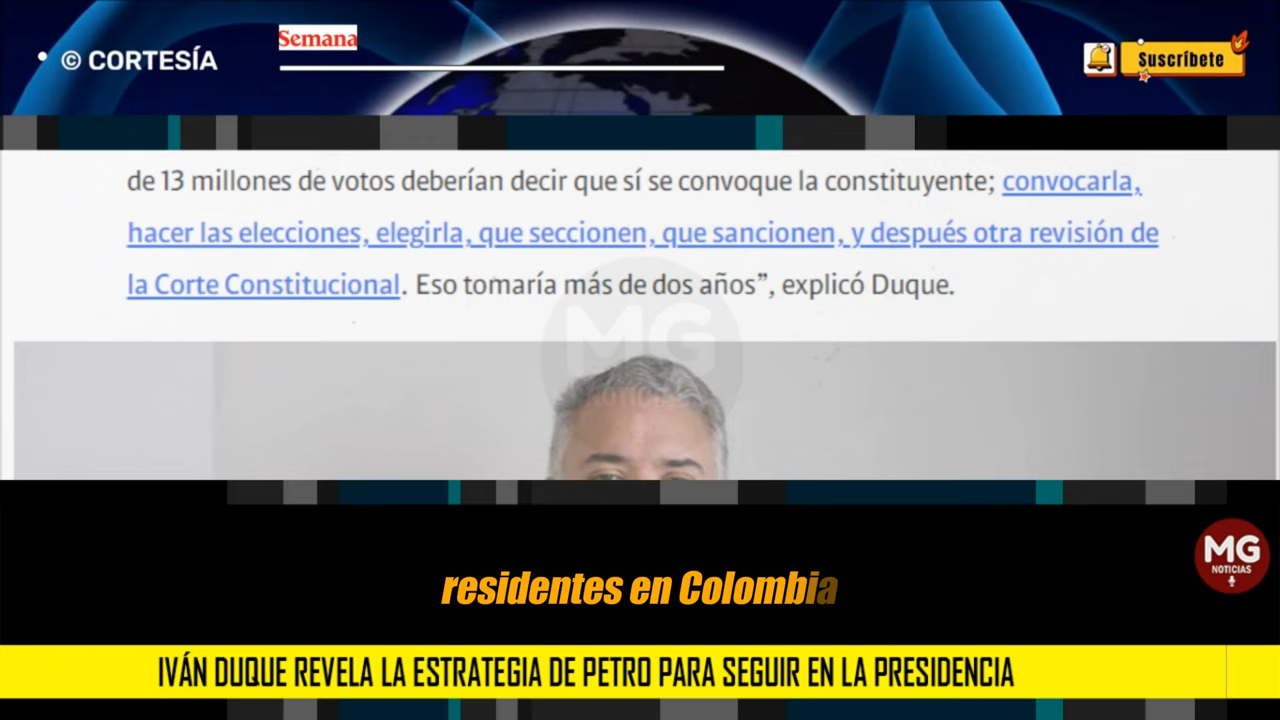 © CORTESÍA
Semana
Suscríbete
de 13 millones de votos deberían decir que sí se convoque la constituyente; convocarla,
hacer las elecciones, elegirla, que seccionen, que sancionen, y después otra revisión de
la Corte Constitucional. Eso tomaría más de dos años”, explicó Duque.
MG
MG
NOTICIAS
residentes en Colombia
IVÁN DUQUE REVELA LA ESTRATEGIA DE PETRO PARA SEGUIR EN LA PRESIDENCIA